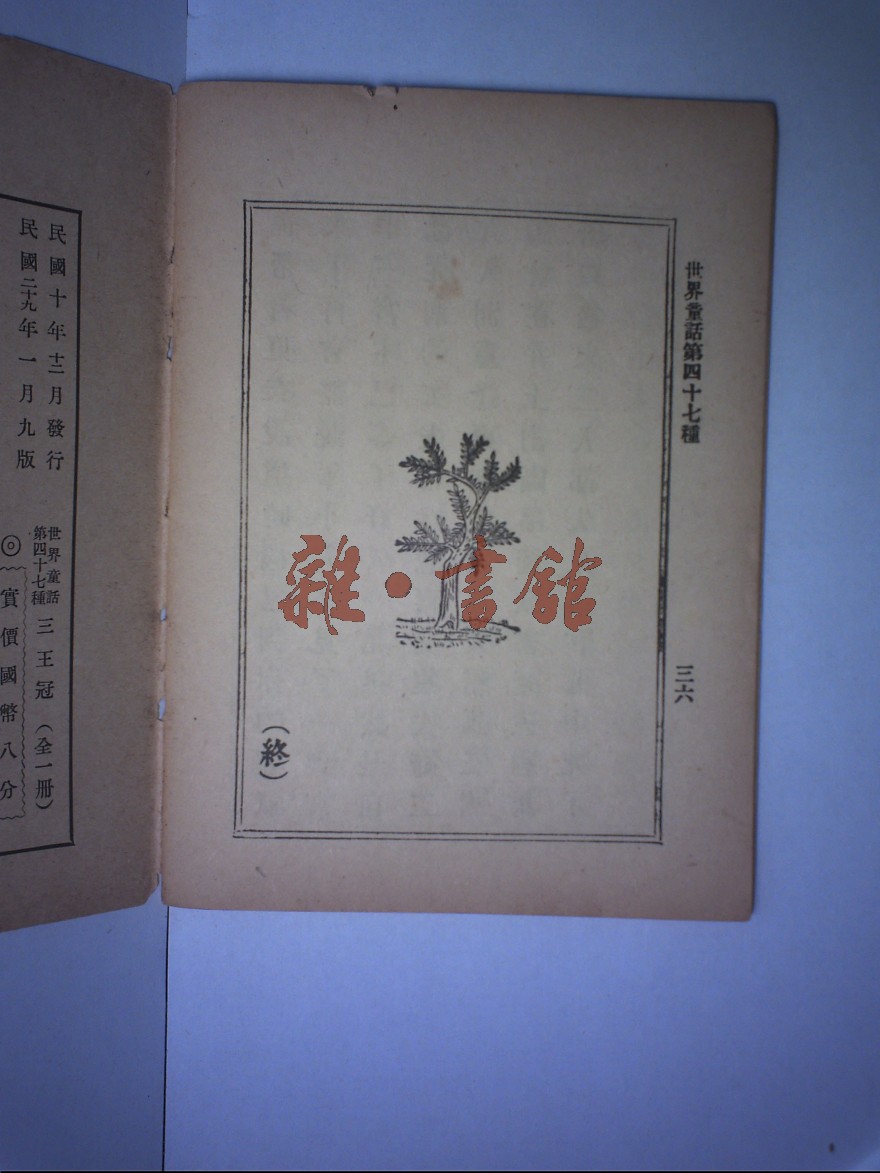 世界童話第四十七種
三六
(終)
雜·書館
民國十年十二月發行
民國二十九年一月九版
世界童話
第四十七種
三王冠(全一冊)
◎實價國幣八分